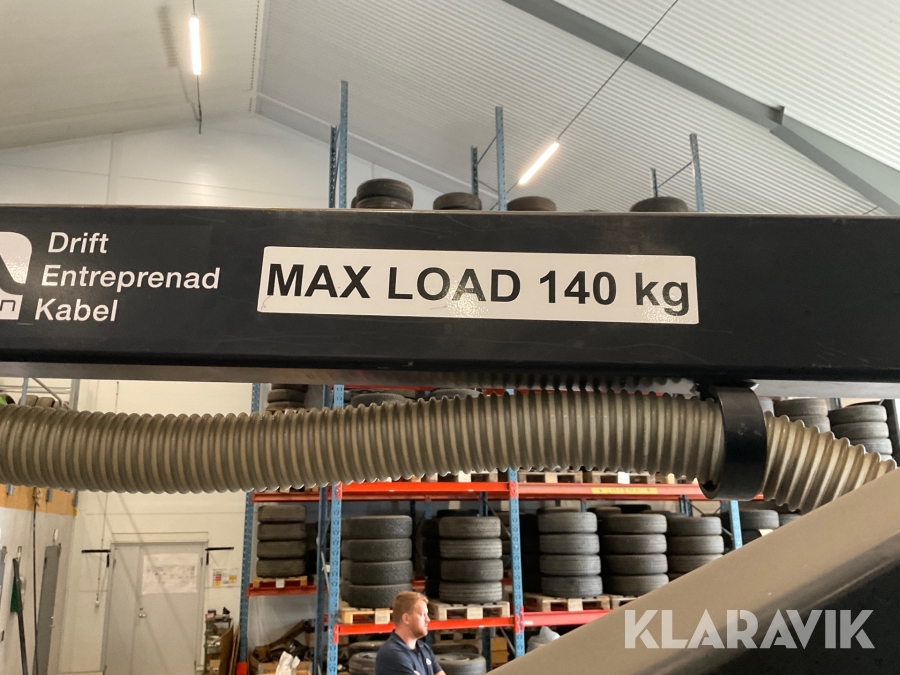 Drift
Entreprenad
Kabel
MAX LOAD 140 kg
KLARAVIK